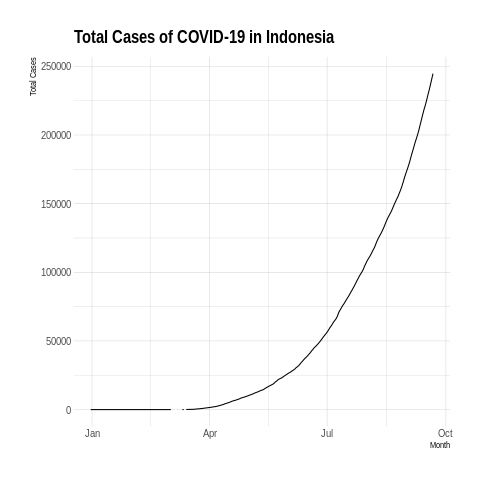 Total Cases of COVID-19 in Indonesia
Total Cases
250000
200000
150000
100000
50000
0
Jan Apr Jul Oct
Month